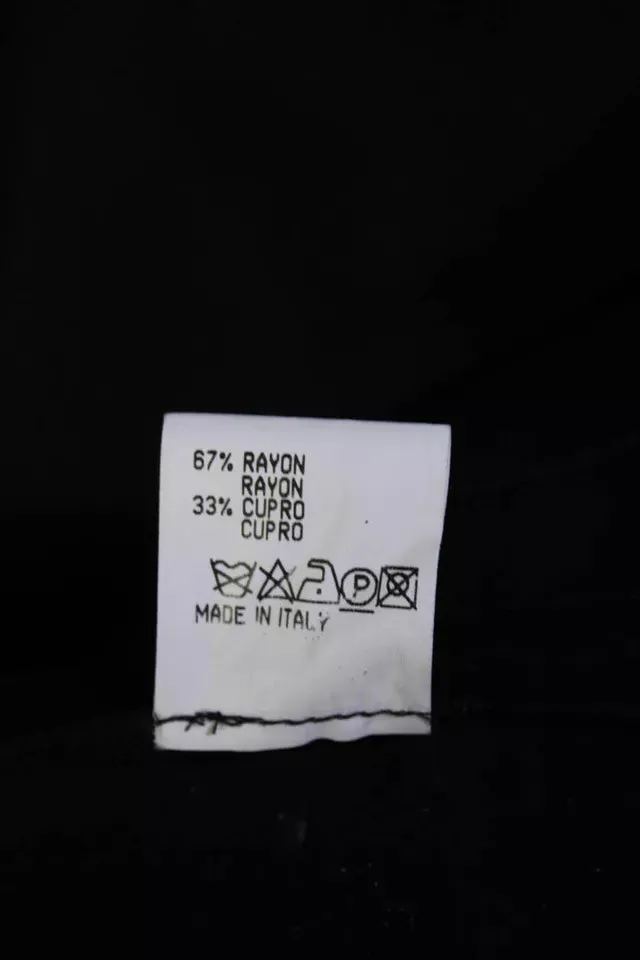 67% RAYON
RAYON
33% CUPRO
CUPRO
P
MADE IN ITALY